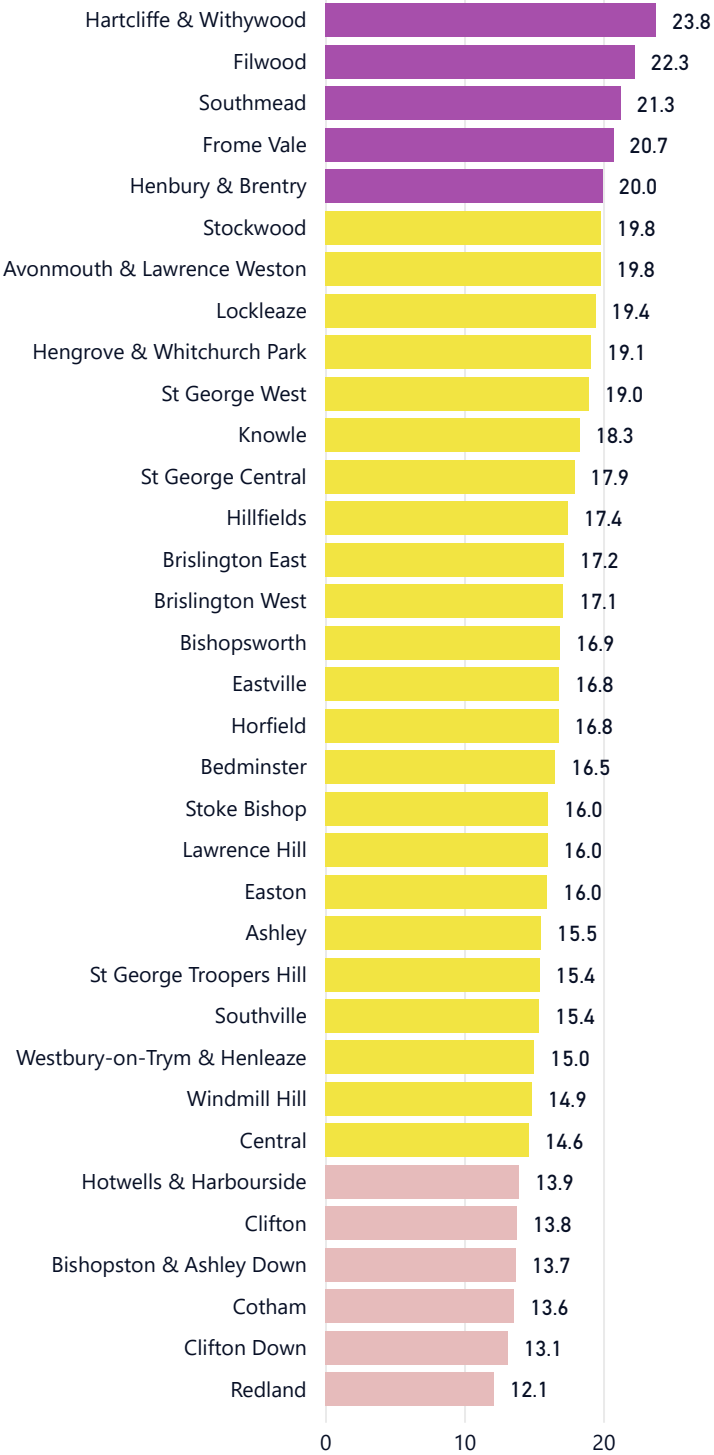 Hartcliffe & Withywood 23.8
Filwood 22.3
Southmead 21.3
Frome Vale 20.7
Henbury & Brentry 20.0
Stockwood 19.8
Avonmouth & Lawrence Weston 19.8
Lockleaze 19.4
Hengrove & Whitchurch Park 19.1
St George West 19.0
Knowle 18.3
St George Central 17.9
Hillfields 17.4
Brislington East 17.2
Brislington West 17.1
Bishopsworth 16.9
Eastville 16.8
Horfield 16.8
Bedminster 16.5
Stoke Bishop 16.0
Lawrence Hill 16.0
Easton 16.0
Ashley 15.5
St George Troopers Hill 15.4
Southville 15.4
Westbury-on-Trym & Henleaze 15.0
Windmill Hill 14.9
Central 14.6
Hotwells & Harbourside 13.9
Clifton 13.8
Bishopston & Ashley Down 13.7
Cotham 13.6
Clifton Down 13.1
Redland 12.1
0 10 20